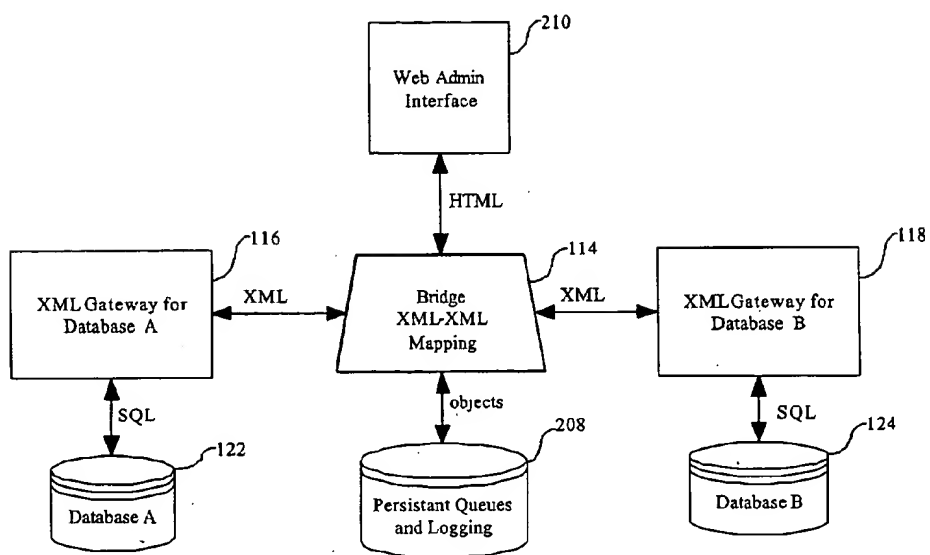 210
Web Admin
Interface
HTML
116
114
118
XML Gateway for
Database A
XML
Bridge
XML-XML
Mapping
XML
XML Gateway for
Database B
SQL
objects
SQL
122
208
124
Database A
Persistant Queues
and Logging
Database B